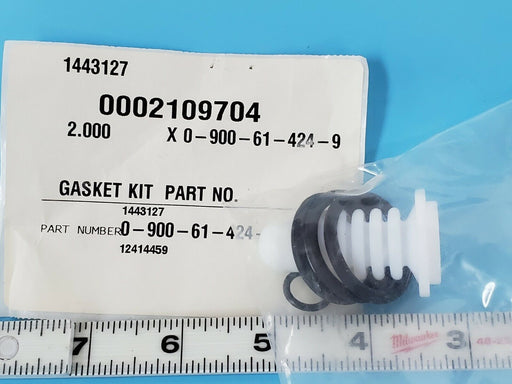 1443127
0002109704
2.000 X 0-900-61-424-9
GASKET KIT PART NO.
1443127
PART NUMBER 0-900-61-424-
12414459
7 6 5 4 Milwaukee 3